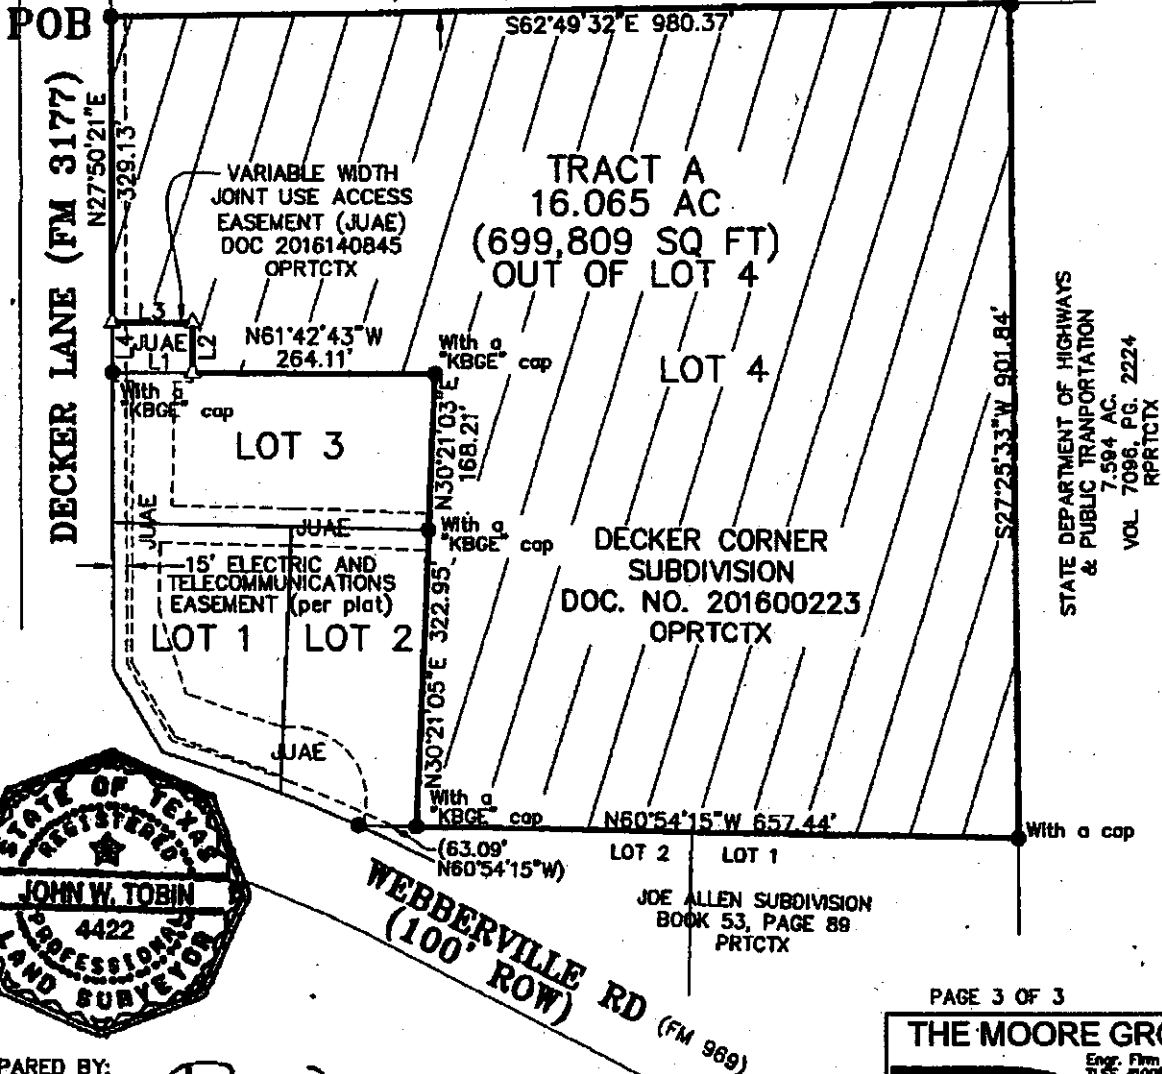 POB
S62°49'32"E 980.37'
DECKER LANE (FM 3177)
N27°50'21"E
329.13'
VARIABLE WIDTH
JOINT USE ACCESS
EASEMENT (JUAE)
DOC 2016140845
OPRTCTX
TRACT A
16.065 AC
(699,809 SQ FT)
OUT OF LOT 4
L3
L4
JUAE
L1
L2
N61°42'43"W
264.11'
With a
"KBGE" cap
LOT 4
With a
"KBGE" cap
LOT 3
N30°21'03"E
168.21'
S27°25'33"W 901.84'
STATE DEPARTMENT OF HIGHWAYS
& PUBLIC TRANPORTATION
7.594 AC.
VOL 7096, PG. 2224
RPRTCTX
JUAE
JUAE
With a
"KBGE" cap
DECKER CORNER
SUBDIVISION
DOC. NO. 201600223
OPRTCTX
15' ELECTRIC AND
TELECOMMUNICATIONS
EASEMENT (per plat)
LOT 1
LOT 2
N30°21'05"E 322.95'
JUAE
With a
"KBGE" cap
N60°54'15"W 657.44'
With a cap
(63.09'
N60°54'15"W)
LOT 2
LOT 1
JOE ALLEN SUBDIVISION
BOOK 53, PAGE 89
PRTCTX
WEBBERVILLE RD (FM 969)
(100' ROW)
STATE OF TEXAS
REGISTERED
JOHN W. TOBIN
4422
PROFESSIONAL
LAND SURVEYOR
PAGE 3 OF 3
THE MOORE GRO
Engr. Firm
PARED BY: